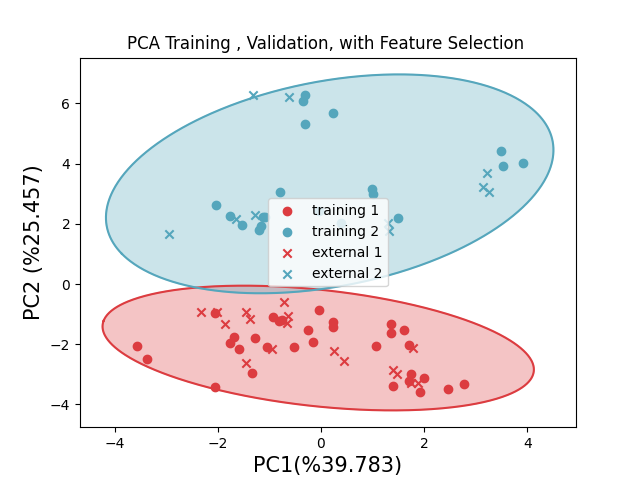 PCA Training , Validation, with Feature Selection
PC2 (%25.457)
6
4
2
0
−2
−4
training 1
training 2
external 1
external 2
−4
−2
0
2
4
PC1(%39.783)